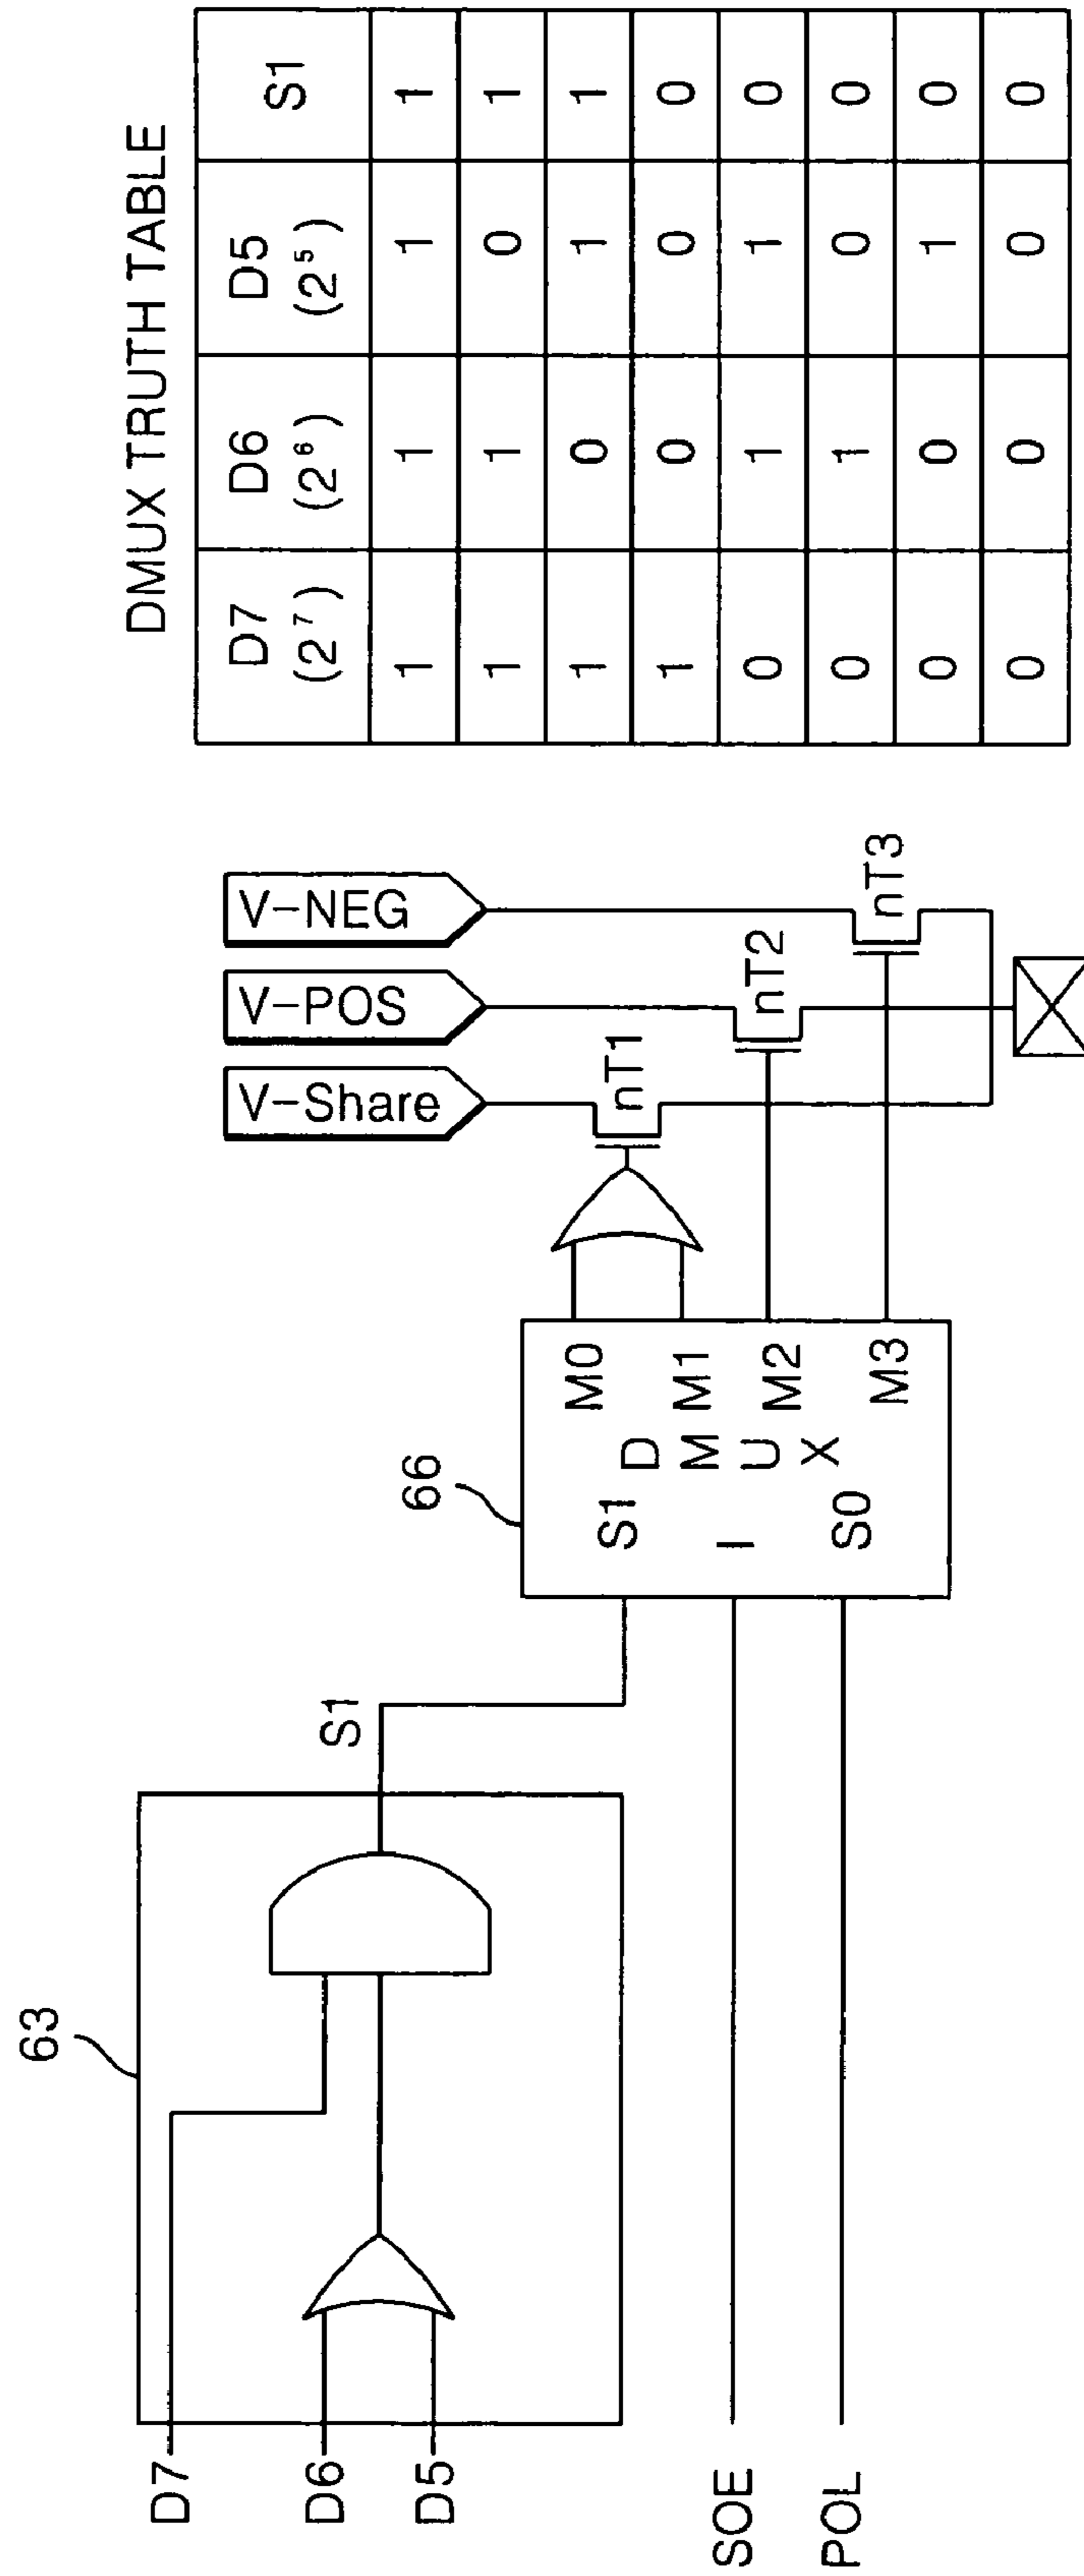 63
D7
D6
D5
S1
SOE
POL
66
S1
I
S0
D
M
U
X
M0
M1
M2
M3
V-Share
V-POS
V-NEG
nT1
nT2
nT3
DMUX TRUTH TABLE
D7 (2⁷) D6 (2⁶) D5 (2⁵) S1
1 1 1 1
1 1 0 1
1 0 1 1
1 0 0 0
0 1 1 0
0 1 0 0
0 0 1 0
0 0 0 0